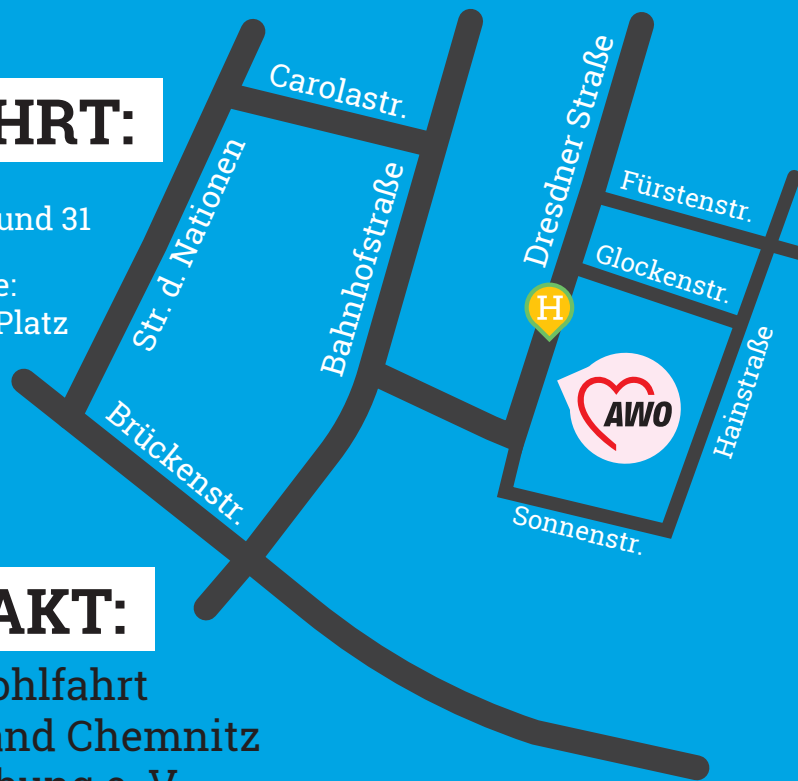 HRT:
und 31
e:
Platz
Carolastr.
Str. d. Nationen
Bahnhofstraße
Dresdner Straße
Fürstenstr.
Glockenstr.
H
AWO
Hainstraße
Brückenstr.
Sonnenstr.
AKT:
ohlfahrt
and Chemnitz
bung e. V.